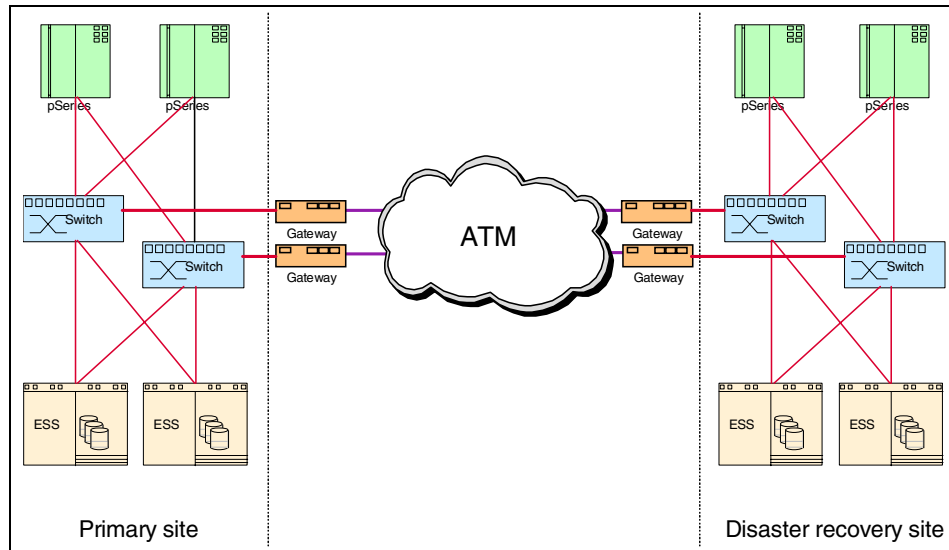 pSeries
pSeries
pSeries
pSeries
Switch
Gateway
Gateway
Switch
Switch
Gateway
Gateway
Switch
ATM
ESS
ESS
ESS
ESS
Primary site
Disaster recovery site